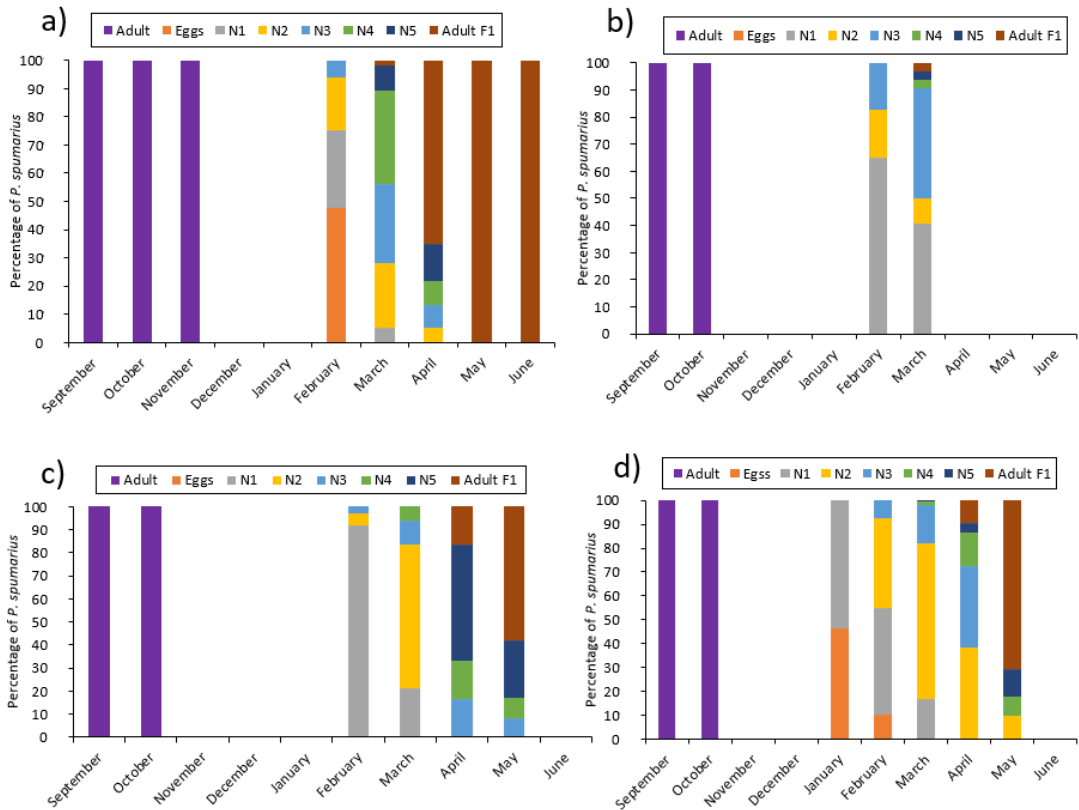 a)
Adult Eggs N1 N2 N3 N4 N5 Adult F1
Percentage of P. spumarius
100
90
80
70
60
50
40
30
20
10
0
September October November December January February March April May June
b)
Adult Eggs N1 N2 N3 N4 N5 Adult F1
Percentage of P. spumarius
100
90
80
70
60
50
40
30
20
10
0
September October November December January February March April May June
c)
Adult Eggs N1 N2 N3 N4 N5 Adult F1
Percentage of P. spumarius
100
90
80
70
60
50
40
30
20
10
0
September October November December January February March April May June
d)
Adult Egss N1 N2 N3 N4 N5 Adult F1
Percentage of P. spumarius
100
90
80
70
60
50
40
30
20
10
0
September October November December January February March April May June